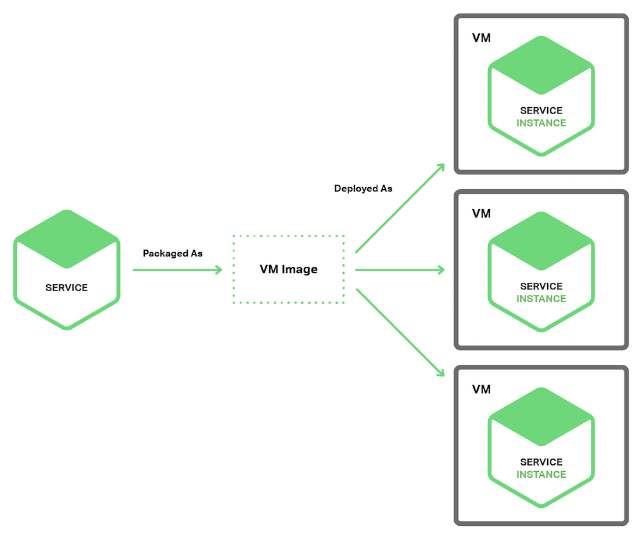 SERVICE
Packaged As
VM Image
Deployed As
VM
SERVICE
INSTANCE
VM
SERVICE
INSTANCE
VM
SERVICE
INSTANCE